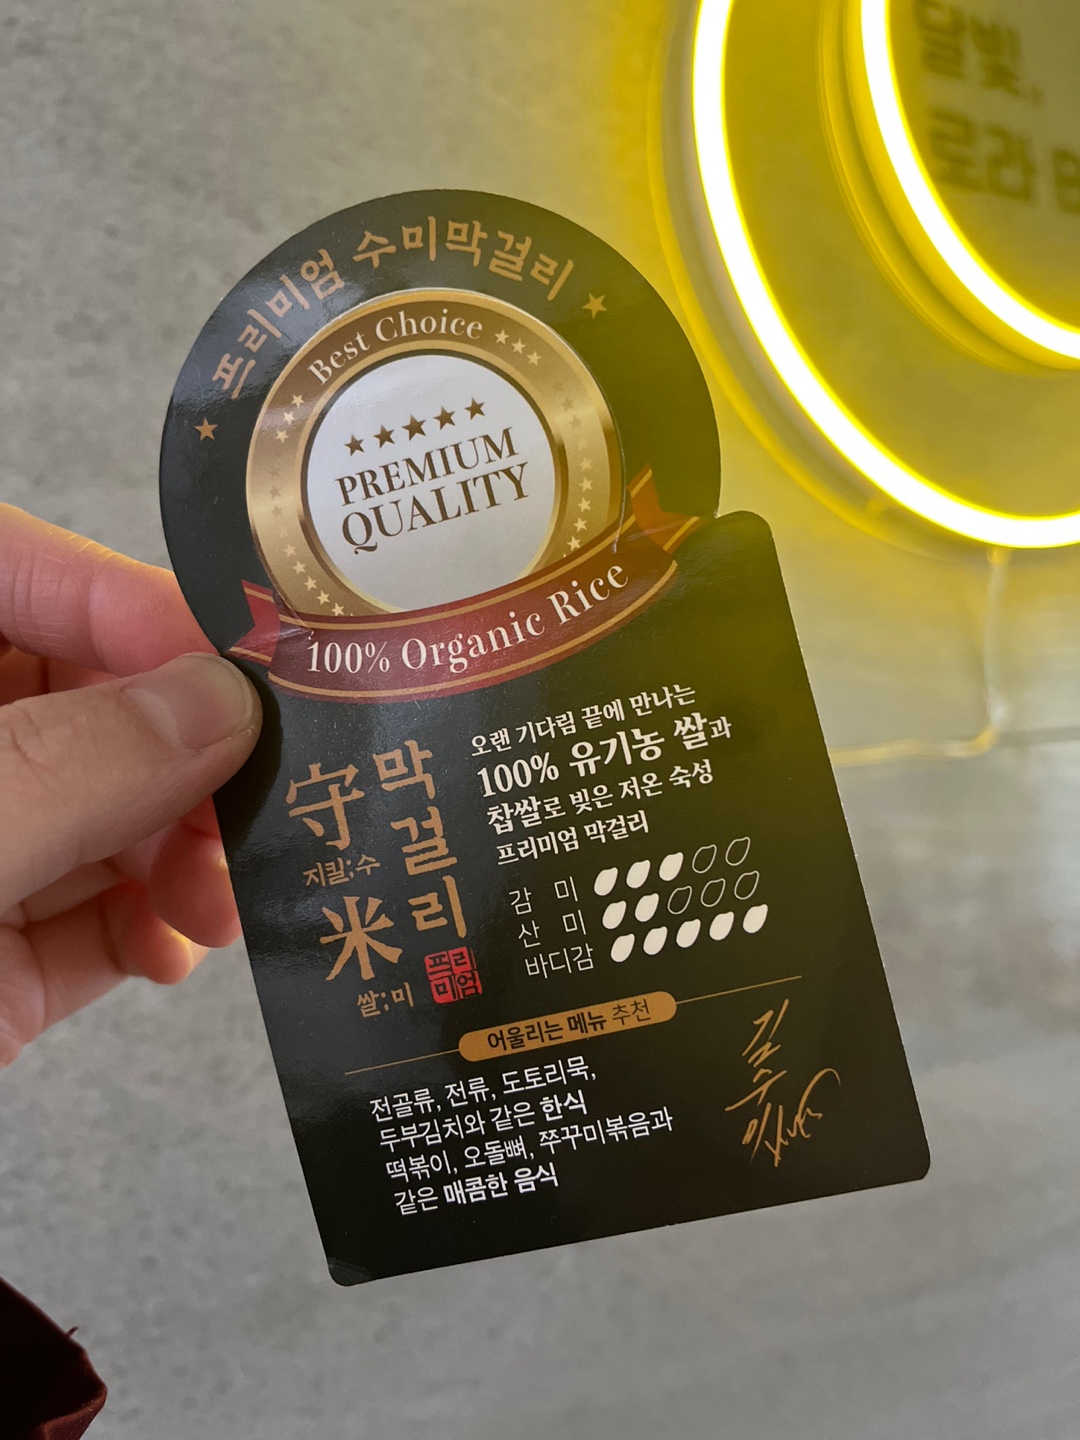 달빛,
로라 B
프리미엄 수미막걸리
Best Choice
PREMIUM
QUALITY
100% Organic Rice
守
지킬;수
米
쌀;미
막걸리
프리
미엄
오랜 기다림 끝에 만나는
100% 유기농 쌀과
찹쌀로 빚은 저온 숙성
프리미엄 막걸리
감 미
산 미
바디감
어울리는 메뉴 추천
전골류, 전류, 도토리묵,
두부김치와 같은 한식
떡볶이, 오돌뼈, 쭈꾸미볶음과
같은 매콤한 음식
김수